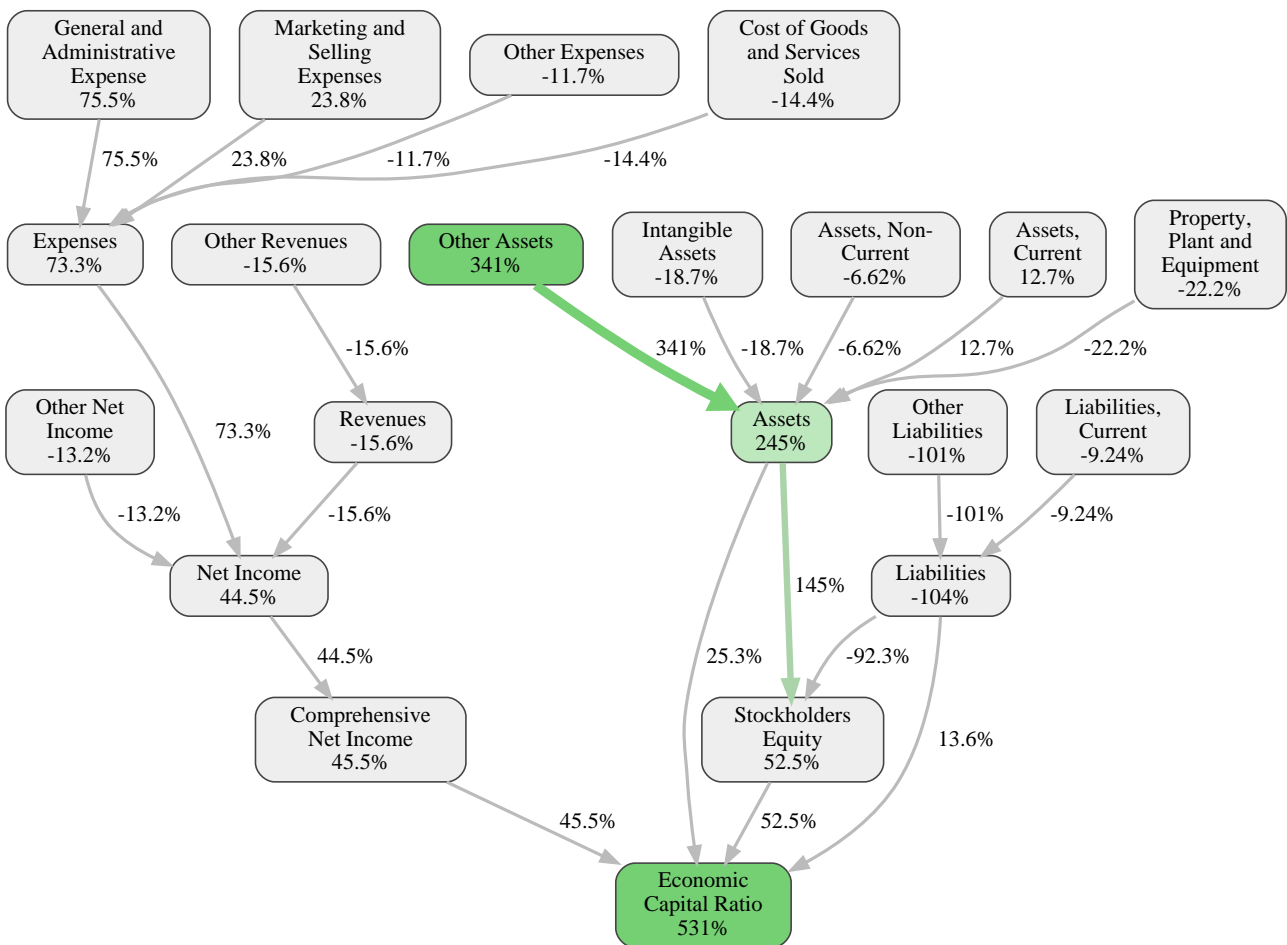 General and
Administrative
Expense
75.5%
Marketing and
Selling
Expenses
23.8%
Other Expenses
-11.7%
Cost of Goods
and Services
Sold
-14.4%
75.5%
23.8%
-11.7%
-14.4%
Expenses
73.3%
Other Revenues
-15.6%
Other Assets
341%
Intangible
Assets
-18.7%
Assets, Non-
Current
-6.62%
Assets,
Current
12.7%
Property,
Plant and
Equipment
-22.2%
-15.6%
341%
-18.7%
-6.62%
12.7%
-22.2%
Other Net
Income
-13.2%
73.3%
Revenues
-15.6%
Assets
245%
Other
Liabilities
-101%
Liabilities,
Current
-9.24%
-13.2%
-15.6%
-101%
-9.24%
Net Income
44.5%
145%
Liabilities
-104%
44.5%
25.3%
-92.3%
Comprehensive
Net Income
45.5%
Stockholders
Equity
52.5%
13.6%
45.5%
52.5%
Economic
Capital Ratio
531%